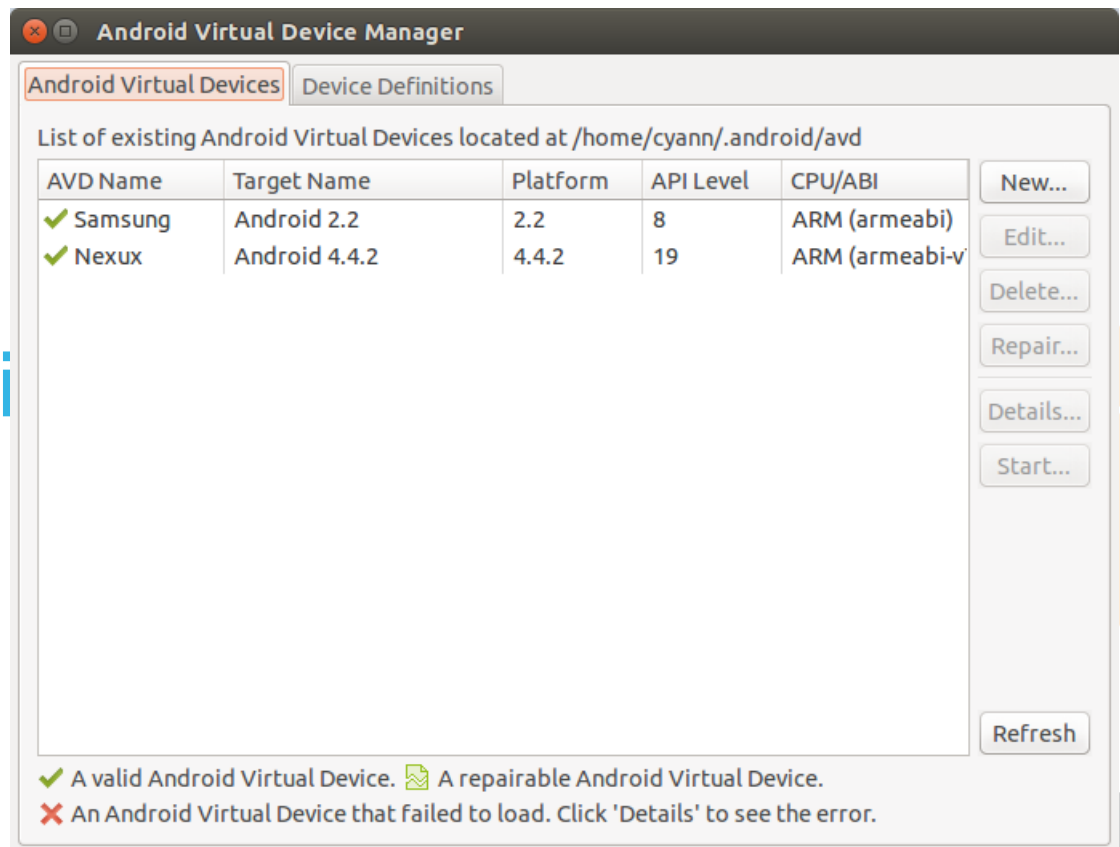 Android Virtual Device Manager
Android Virtual Devices Device Definitions
List of existing Android Virtual Devices located at /home/cyann/.android/avd
AVD Name Target Name Platform API Level CPU/ABI New...
Samsung Android 2.2 2.2 8 ARM (armeabi)
Edit...
Nexux Android 4.4.2 4.4.2 19 ARM (armeabi-v
Delete...
Repair...
Details...
Start...
Refresh
A valid Android Virtual Device. A repairable Android Virtual Device.
An Android Virtual Device that failed to load. Click 'Details' to see the error.